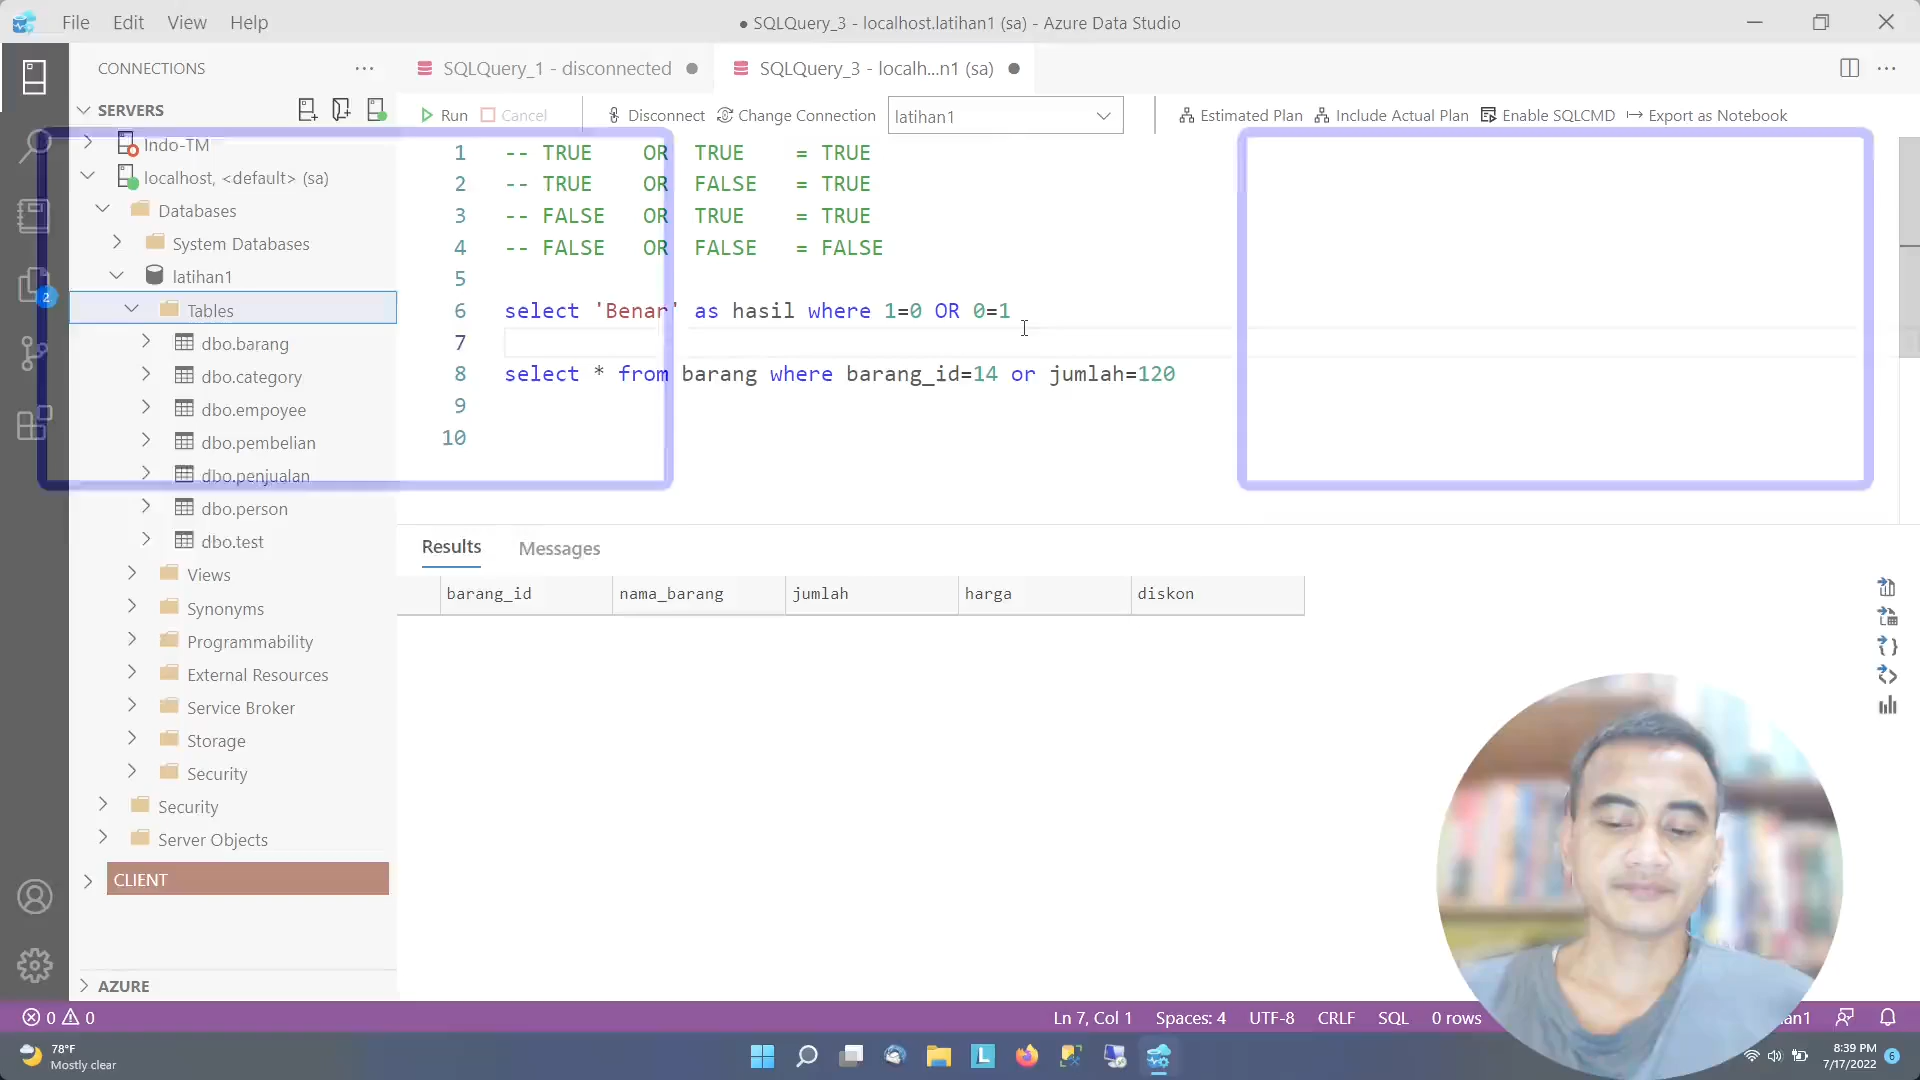 File Edit View Help
● SQLQuery_3 - localhost.latihan1 (sa) - Azure Data Studio
CONNECTIONS
SQLQuery_1 - disconnected
SQLQuery_3 - localh...n1 (sa)
SERVERS
Run Cancel Disconnect Change Connection latihan1 Estimated Plan Include Actual Plan Enable SQLCMD Export as Notebook
Indo-TM
localhost, <default> (sa)
Databases
System Databases
latihan1
Tables
dbo.barang
dbo.category
dbo.empoyee
dbo.pembelian
dbo.penjualan
dbo.person
dbo.test
Views
Synonyms
Programmability
External Resources
Service Broker
Storage
Security
Security
Server Objects
CLIENT
AZURE
2
1 -- TRUE OR TRUE = TRUE
2 -- TRUE OR FALSE = TRUE
3 -- FALSE OR TRUE = TRUE
4 -- FALSE OR FALSE = FALSE
5
6 select 'Benar' as hasil where 1=0 OR 0=1
7
8 select * from barang where barang_id=14 or jumlah=120
9
10
Results Messages
barang_id nama_barang jumlah harga diskon
0 0
Ln 7, Col 1 Spaces: 4 UTF-8 CRLF SQL 0 rows
an1
78°F
Mostly clear
L
8:39 PM
7/17/2022
6